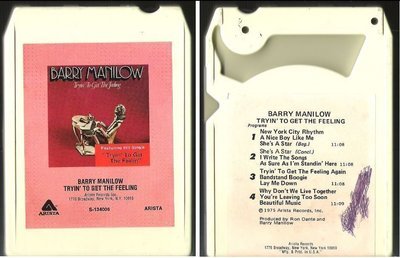 BARRY MANILOW
Tryin' To Get The Feeling
Featuring Hit Single
"Tryin' To Get
The Feelin'"
BARRY MANILOW
TRYIN' TO GET THE FEELING
Arista Records Inc.
1776 Broadway, New York, N.Y. 10019
ARISTA
8-134006
ARISTA
BARRY MANILOW
TRYIN' TO GET THE FEELING
Programs
1 New York City Rhythm
A Nice Boy Like Me
She's A Star (Beg.) 11:08
She's A Star (Concl.)
2 I Write The Songs
As Sure As I'm Standin' Here 11:08
Tryin' To Get The Feeling Again
3 Bandstand Boogie
Lay Me Down 11:08
Why Don't We Live Together
4 You're Leaving Too Soon
Beautiful Music 11:09
© 1975 Arista Records, Inc.
Produced by Ron Dante and
Barry Manilow
Arista Records
1776 Broadway, New York, New York 10019
Mfg. & Print. in U.S.A.